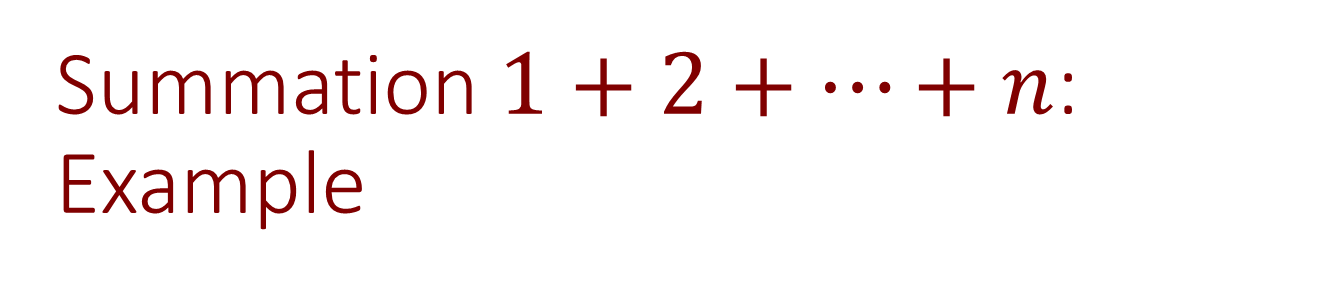 Summation 1 + 2 + ⋯ + n:
Example